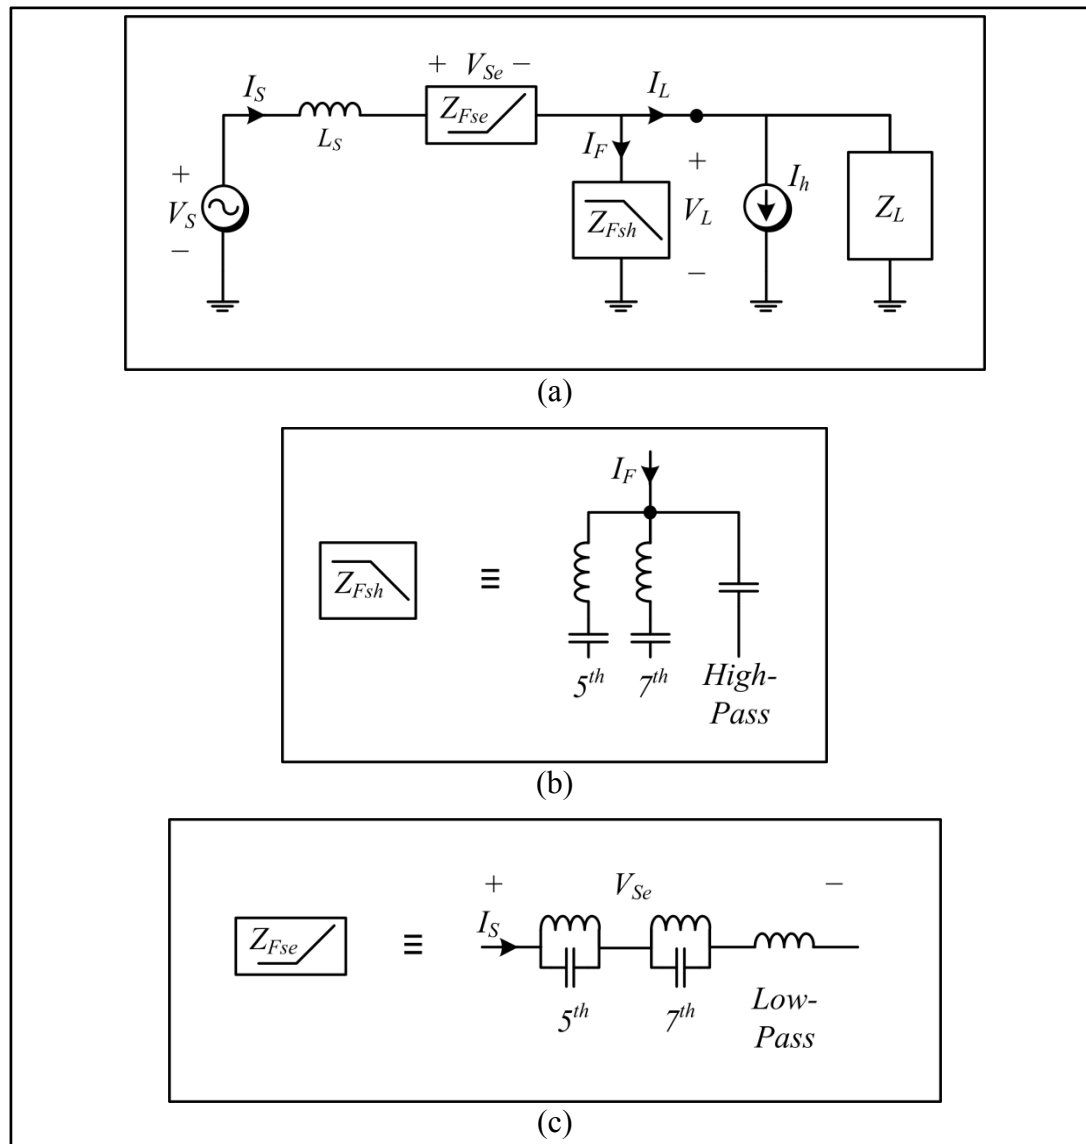 + V_Se −
I_S
Z_Fse
I_L
L_S
I_F
+
+
I_h
V_S
Z_Fsh
V_L
Z_L
−
−
(a)
I_F
Z_Fsh
≡
5^th
7^th
High-
Pass
(b)
+
V_Se
−
I_S
Z_Fse
≡
5^th
7^th
Low-
Pass
(c)